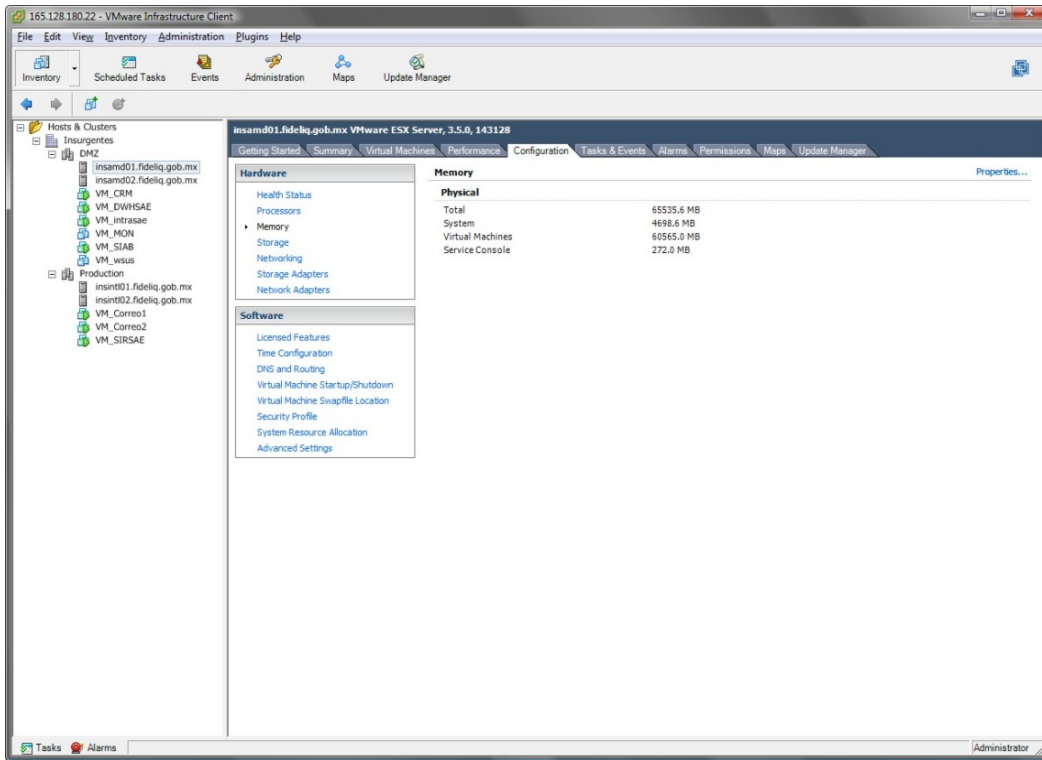 165.128.180.22 - VMware Infrastructure Client
File Edit View Inventory Administration Plugins Help
Inventory Scheduled Tasks Events Administration Maps Update Manager
Hosts & Clusters
Insurgentes
DMZ
insamd01.fideliq.gob.mx
insamd02.fideliq.gob.mx
VM_CRM
VM_DWHSAE
VM_intrasae
VM_MON
VM_SIAB
VM_wsus
Production
insintl01.fideliq.gob.mx
insintl02.fideliq.gob.mx
VM_Correo1
VM_Correo2
VM_SIRSAE
insamd01.fideliq.gob.mx VMware ESX Server, 3.5.0, 143128
Getting Started Summary Virtual Machines Performance Configuration Tasks & Events Alarms Permissions Maps Update Manager
Hardware
Health Status
Processors
Memory
Storage
Networking
Storage Adapters
Network Adapters
Software
Licensed Features
Time Configuration
DNS and Routing
Virtual Machine Startup/Shutdown
Virtual Machine Swapfile Location
Security Profile
System Resource Allocation
Advanced Settings
Memory Properties...
Physical
Total 65535.6 MB
System 4698.6 MB
Virtual Machines 60565.0 MB
Service Console 272.0 MB
Tasks Alarms Administrator